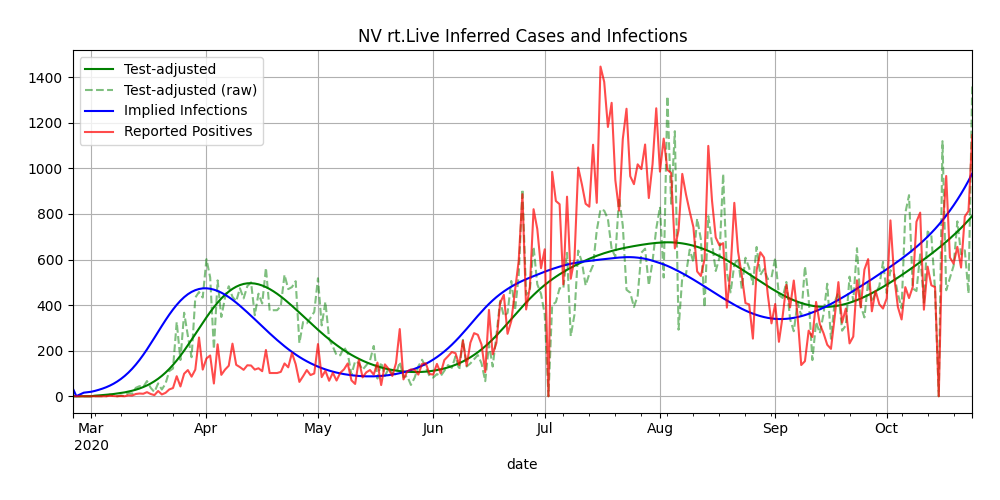 NV rt.Live Inferred Cases and Infections
Test-adjusted
Test-adjusted (raw)
Implied Infections
Reported Positives
1400
1200
1000
800
600
400
200
0
Mar Apr May Jun Jul Aug Sep Oct
2020
date